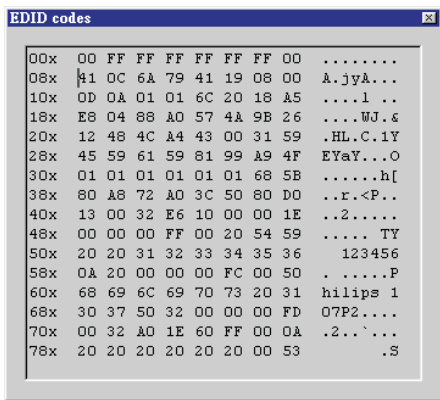 EDID codes
00x 00 FF FF FF FF FF FF 00 ........
08x 41 0C 6A 79 41 19 08 00 A.jyA...
10x 0D 0A 01 01 6C 20 18 A5 ....l ..
18x E8 04 88 A0 57 4A 9B 26 ....WJ.&
20x 12 48 4C A4 43 00 31 59 .HL.C.1Y
28x 45 59 61 59 81 99 A9 4F EYaY...O
30x 01 01 01 01 01 01 68 5B ......h[
38x 80 A8 72 A0 3C 50 80 D0 ..r.<P..
40x 13 00 32 E6 10 00 00 1E ..2.....
48x 00 00 00 FF 00 20 54 59 ..... TY
50x 20 20 31 32 33 34 35 36 123456
58x 0A 20 00 00 00 FC 00 50 . .....P
60x 68 69 6C 69 70 73 20 31 hilips 1
68x 30 37 50 32 00 00 00 FD 07P2....
70x 00 32 A0 1E 60 FF 00 0A .2..`...
78x 20 20 20 20 20 20 00 53 .S